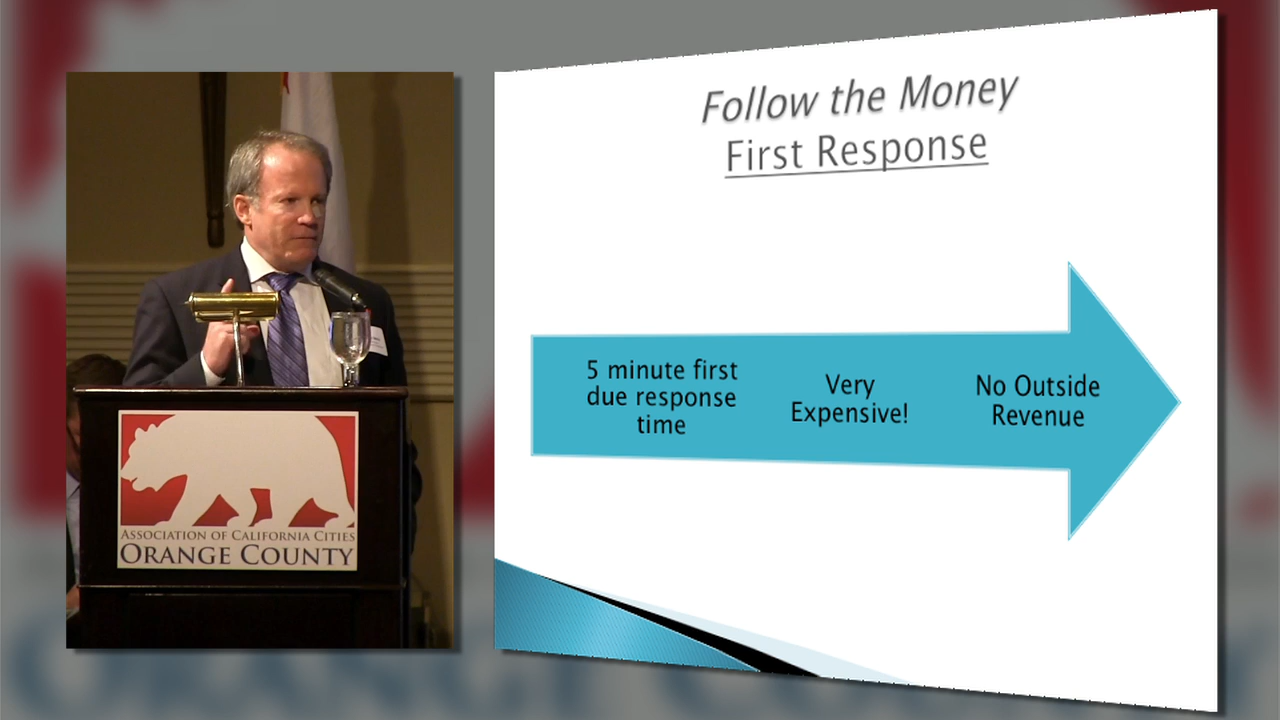 Follow the Money
First Response
5 minute first
due response
time
Very
Expensive!
No Outside
Revenue
ASSOCIATION OF CALIFORNIA CITIES
ORANGE COUNTY